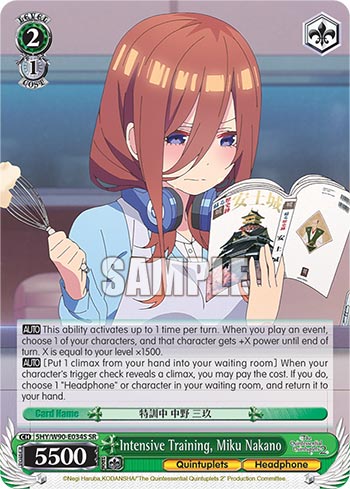 LEVEL
2
1
COST
安土城
SAMPLE
AUTO This ability activates up to 1 time per turn. When you play an event,
choose 1 of your characters, and that character gets +X power until end of
turn. X is equal to your level ×1500.
AUTO [Put 1 climax from your hand into your waiting room] When your
character's trigger check reveals a climax, you may pay the cost. If you do,
choose 1 "Headphone" or character in your waiting room, and return it to
your hand.
Card Name
特訓中 中野 三玖
CH 5HY/W90-E034S SR
Intensive Training, Miku Nakano
POWER
5500
Quintuplets
Headphone
©Negi Haruba,KODANSHA/"The Quintessential Quintuplets 2" Production Committee.